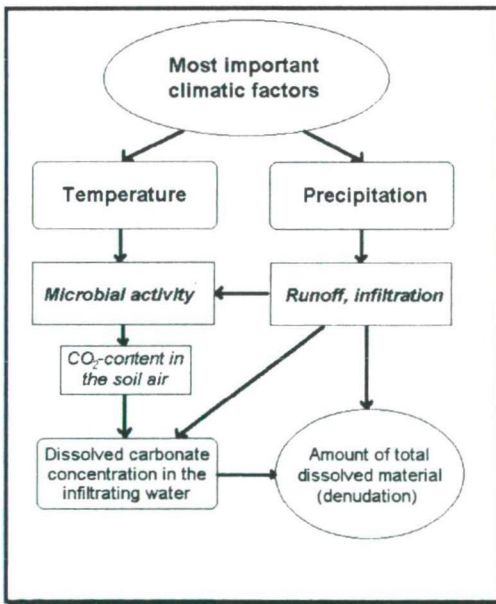 Most important
climatic factors
Temperature
Precipitation
Microbial activity
Runoff, infiltration
CO₂-content in
the soil air
Dissolved carbonate
concentration in the
infiltrating water
Amount of total
dissolved material
(denudation)